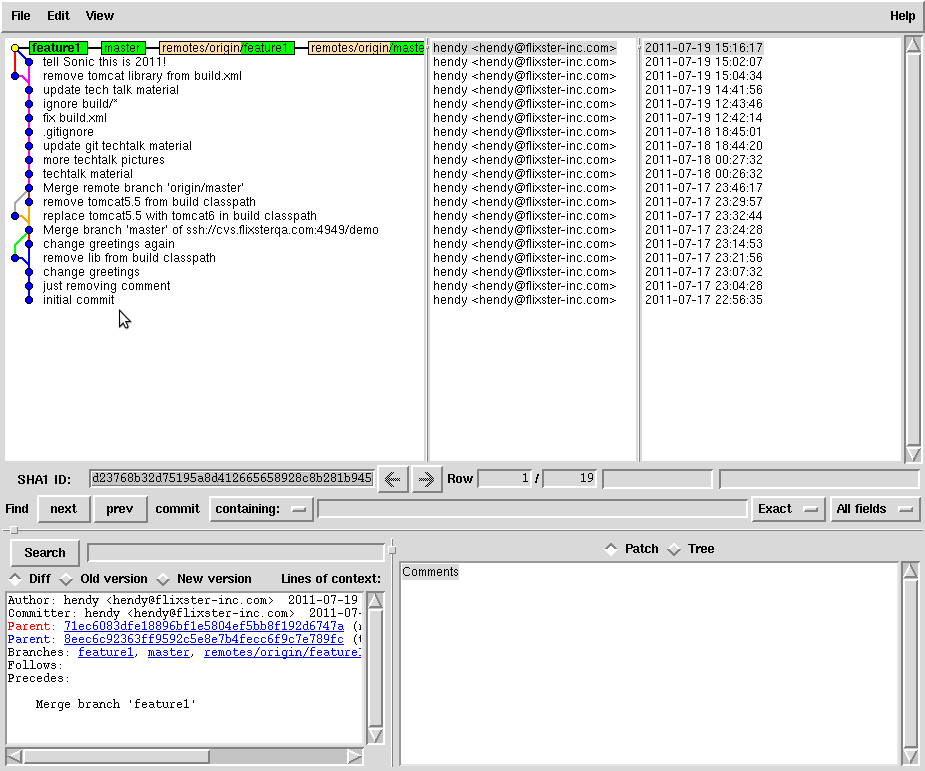 File Edit View Help
feature1 master remotes/origin/feature1 remotes/origin/maste hendy <hendy@flixster-inc.com> 2011-07-19 15:16:17
tell Sonic this is 2011! hendy <hendy@flixster-inc.com> 2011-07-19 15:02:07
remove tomcat library from build.xml hendy <hendy@flixster-inc.com> 2011-07-19 15:04:34
update tech talk material hendy <hendy@flixster-inc.com> 2011-07-19 14:41:56
ignore build/* hendy <hendy@flixster-inc.com> 2011-07-19 12:43:46
fix build.xml hendy <hendy@flixster-inc.com> 2011-07-19 12:42:14
.gitignore hendy <hendy@flixster-inc.com> 2011-07-18 18:45:01
update git techtalk material hendy <hendy@flixster-inc.com> 2011-07-18 18:44:20
more techtalk pictures hendy <hendy@flixster-inc.com> 2011-07-18 00:27:32
techtalk material hendy <hendy@flixster-inc.com> 2011-07-18 00:26:32
Merge remote branch 'origin/master' hendy <hendy@flixster-inc.com> 2011-07-17 23:46:17
remove tomcat5.5 from build classpath hendy <hendy@flixster-inc.com> 2011-07-17 23:29:57
replace tomcat5.5 with tomcat6 in build classpath hendy <hendy@flixster-inc.com> 2011-07-17 23:32:44
Merge branch 'master' of ssh://cvs.flixsterqa.com:4949/demo hendy <hendy@flixster-inc.com> 2011-07-17 23:24:28
change greetings again hendy <hendy@flixster-inc.com> 2011-07-17 23:14:53
remove lib from build classpath hendy <hendy@flixster-inc.com> 2011-07-17 23:21:56
change greetings hendy <hendy@flixster-inc.com> 2011-07-17 23:07:32
just removing comment hendy <hendy@flixster-inc.com> 2011-07-17 23:04:28
initial commit hendy <hendy@flixster-inc.com> 2011-07-17 22:56:35
SHA1 ID: d23768b32d75195a8d412665658928c8b281b945 Row 1 / 19
Find next prev commit containing: Exact All fields
Search Patch Tree
Diff Old version New version Lines of context:
Comments
Author: hendy <hendy@flixster-inc.com> 2011-07-19
Committer: hendy <hendy@flixster-inc.com> 2011-07-
Parent: 71ec6083dfe18896bf1e5804ef5bb8f192d6747a (r
Parent: 8eec6c92363ff9592c5e8e7b4fecc6f9c7e789fc (t
Branches: feature1, master, remotes/origin/feature1
Follows:
Precedes:
Merge branch 'feature1'